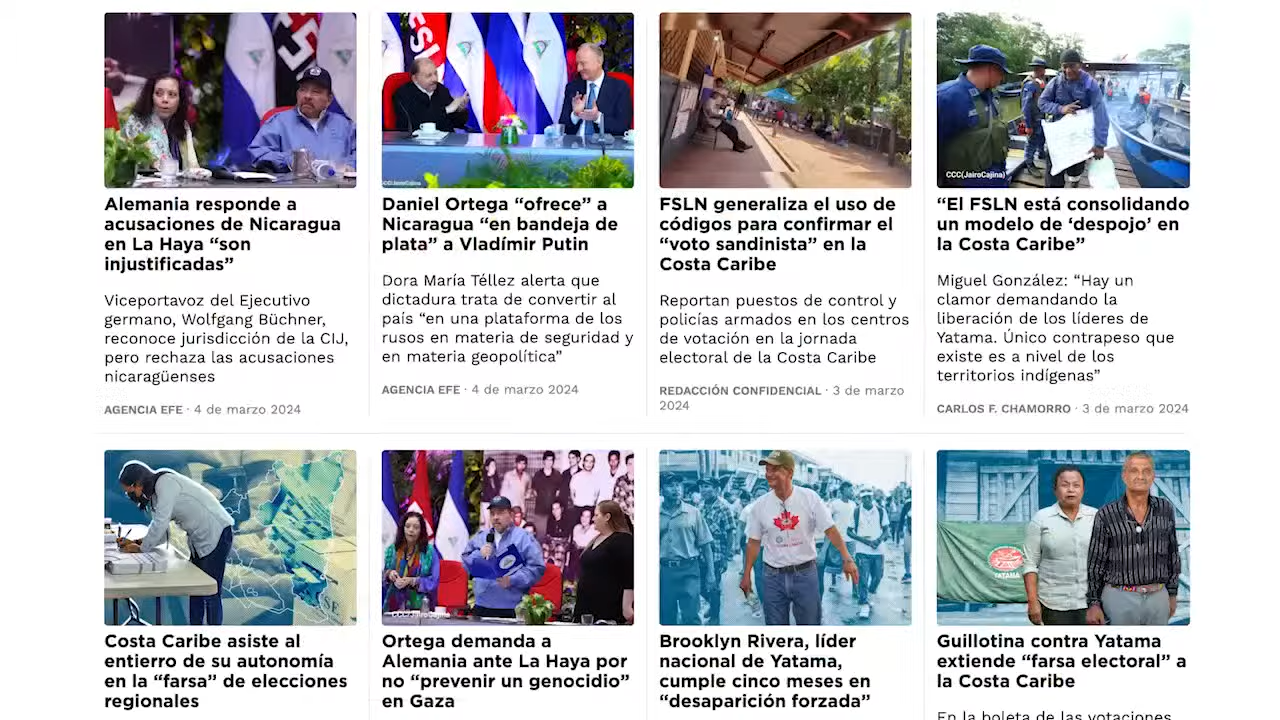 FSL
CCC(JairoCajina)
CCC(JairoCajina)
Alemania responde a
acusaciones de Nicaragua
en La Haya “son
injustificadas”
Viceportavoz del Ejecutivo
germano, Wolfgang Büchner,
reconoce jurisdicción de la CIJ,
pero rechaza las acusaciones
nicaragüenses
AGENCIA EFE · 4 de marzo 2024
Daniel Ortega “ofrece” a
Nicaragua “en bandeja de
plata” a Vladímir Putin
Dora María Téllez alerta que
dictadura trata de convertir al
país “en una plataforma de los
rusos en materia de seguridad y
en materia geopolítica”
AGENCIA EFE · 4 de marzo 2024
FSLN generaliza el uso de
códigos para confirmar el
“voto sandinista” en la
Costa Caribe
Reportan puestos de control y
policías armados en los centros
de votación en la jornada
electoral de la Costa Caribe
REDACCIÓN CONFIDENCIAL · 3 de marzo
2024
“El FSLN está consolidando
un modelo de ‘despojo’ en
la Costa Caribe”
Miguel González: “Hay un
clamor demandando la
liberación de los líderes de
Yatama. Único contrapeso que
existe es a nivel de los
territorios indígenas”
CARLOS F. CHAMORRO · 3 de marzo 2024
CSE
CCC(JairoCajina)
YATAMA
Costa Caribe asiste al
entierro de su autonomía
en la “farsa” de elecciones
regionales
Ortega demanda a
Alemania ante La Haya por
no “prevenir un genocidio”
en Gaza
Brooklyn Rivera, líder
nacional de Yatama,
cumple cinco meses en
“desaparición forzada”
Guillotina contra Yatama
extiende “farsa electoral” a
la Costa Caribe
En la boleta de las votaciones